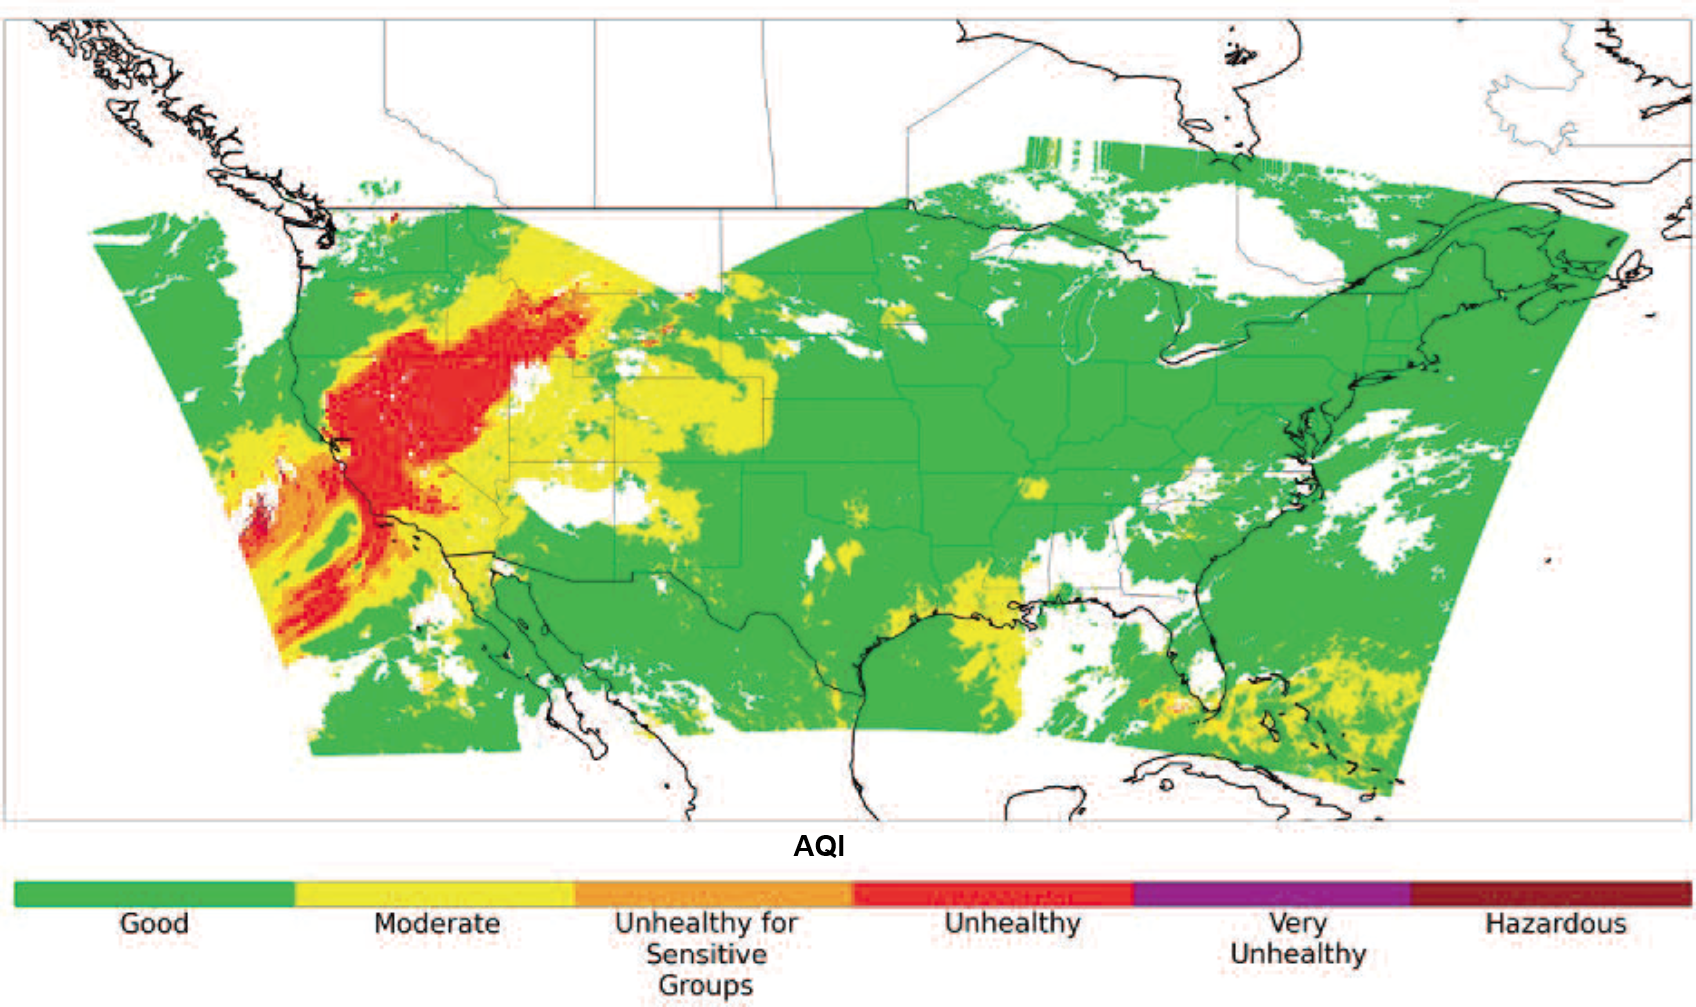 AQI
Good
Moderate
Unhealthy for
Sensitive
Groups
Unhealthy
Very
Unhealthy
Hazardous